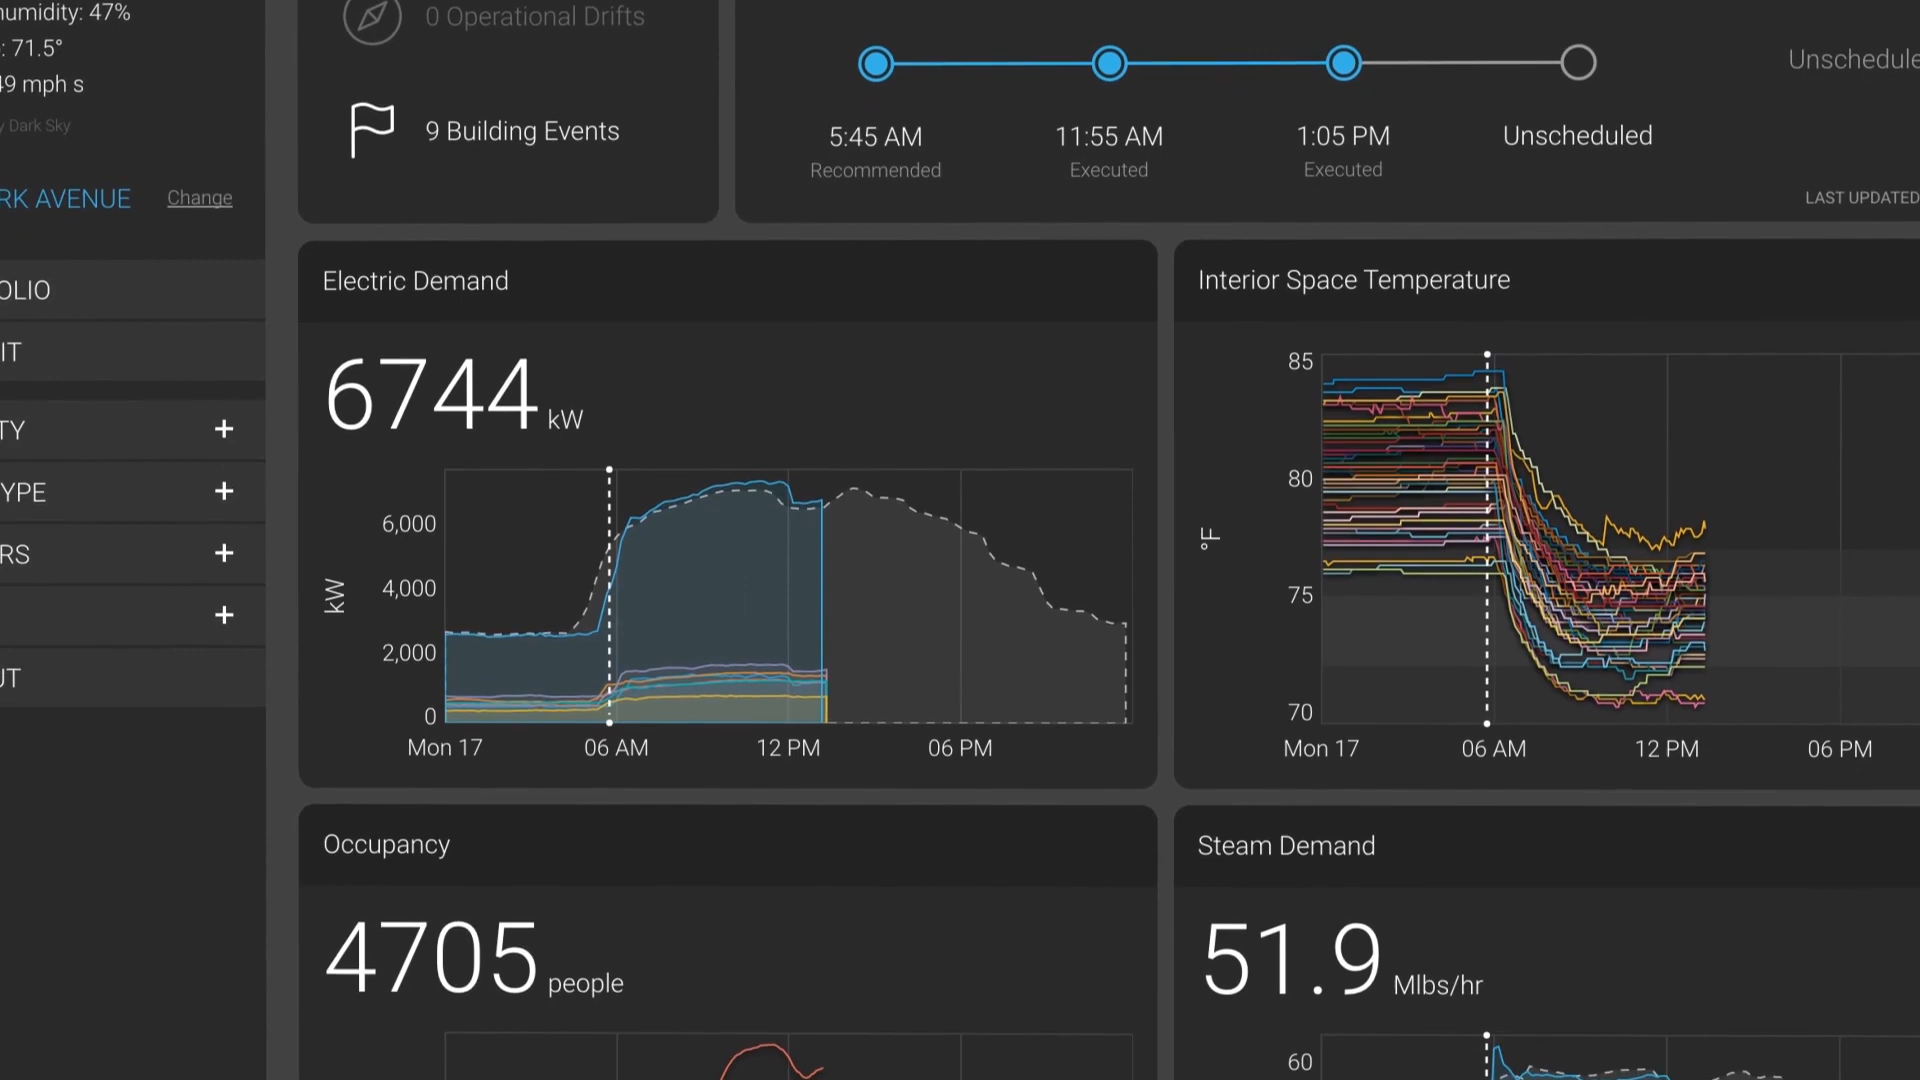 humidity: 47%
: 71.5°
49 mph s
y Dark Sky
RK AVENUE
Change
OLIO
IT
TY
+
YPE
+
RS
+
+
UT
0 Operational Drifts
9 Building Events
5:45 AM
Recommended
11:55 AM
Executed
1:05 PM
Executed
Unscheduled
Unschedule
LAST UPDATED
Electric Demand
6744 kW
kW
6,000
4,000
2,000
0
Mon 17
06 AM
12 PM
06 PM
Interior Space Temperature
°F
85
80
75
70
Mon 17
06 AM
12 PM
06 PM
Occupancy
4705 people
Steam Demand
51.9 Mlbs/hr
60